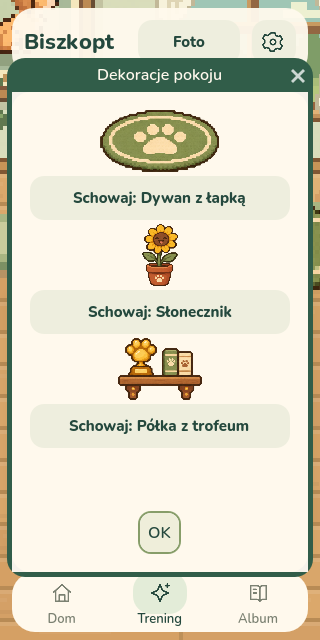 Biszkopt
Foto
Dekoracje pokoju
Schowaj: Dywan z łapką
Schowaj: Słonecznik
Schowaj: Półka z trofeum
OK
Dom
Trening
Album